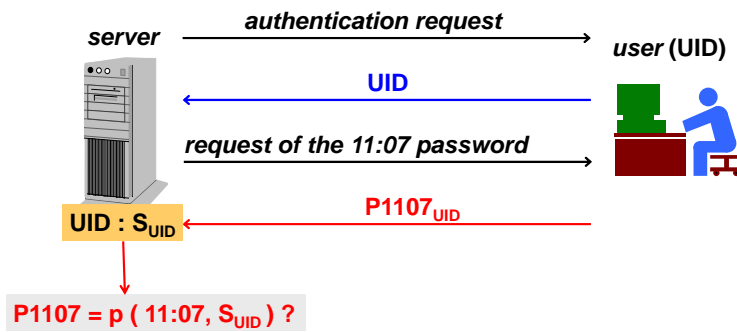 authentication request
server
user (UID)
UID
request of the 11:07 password
P1107UID
UID : SUID
P1107 = p ( 11:07, SUID ) ?